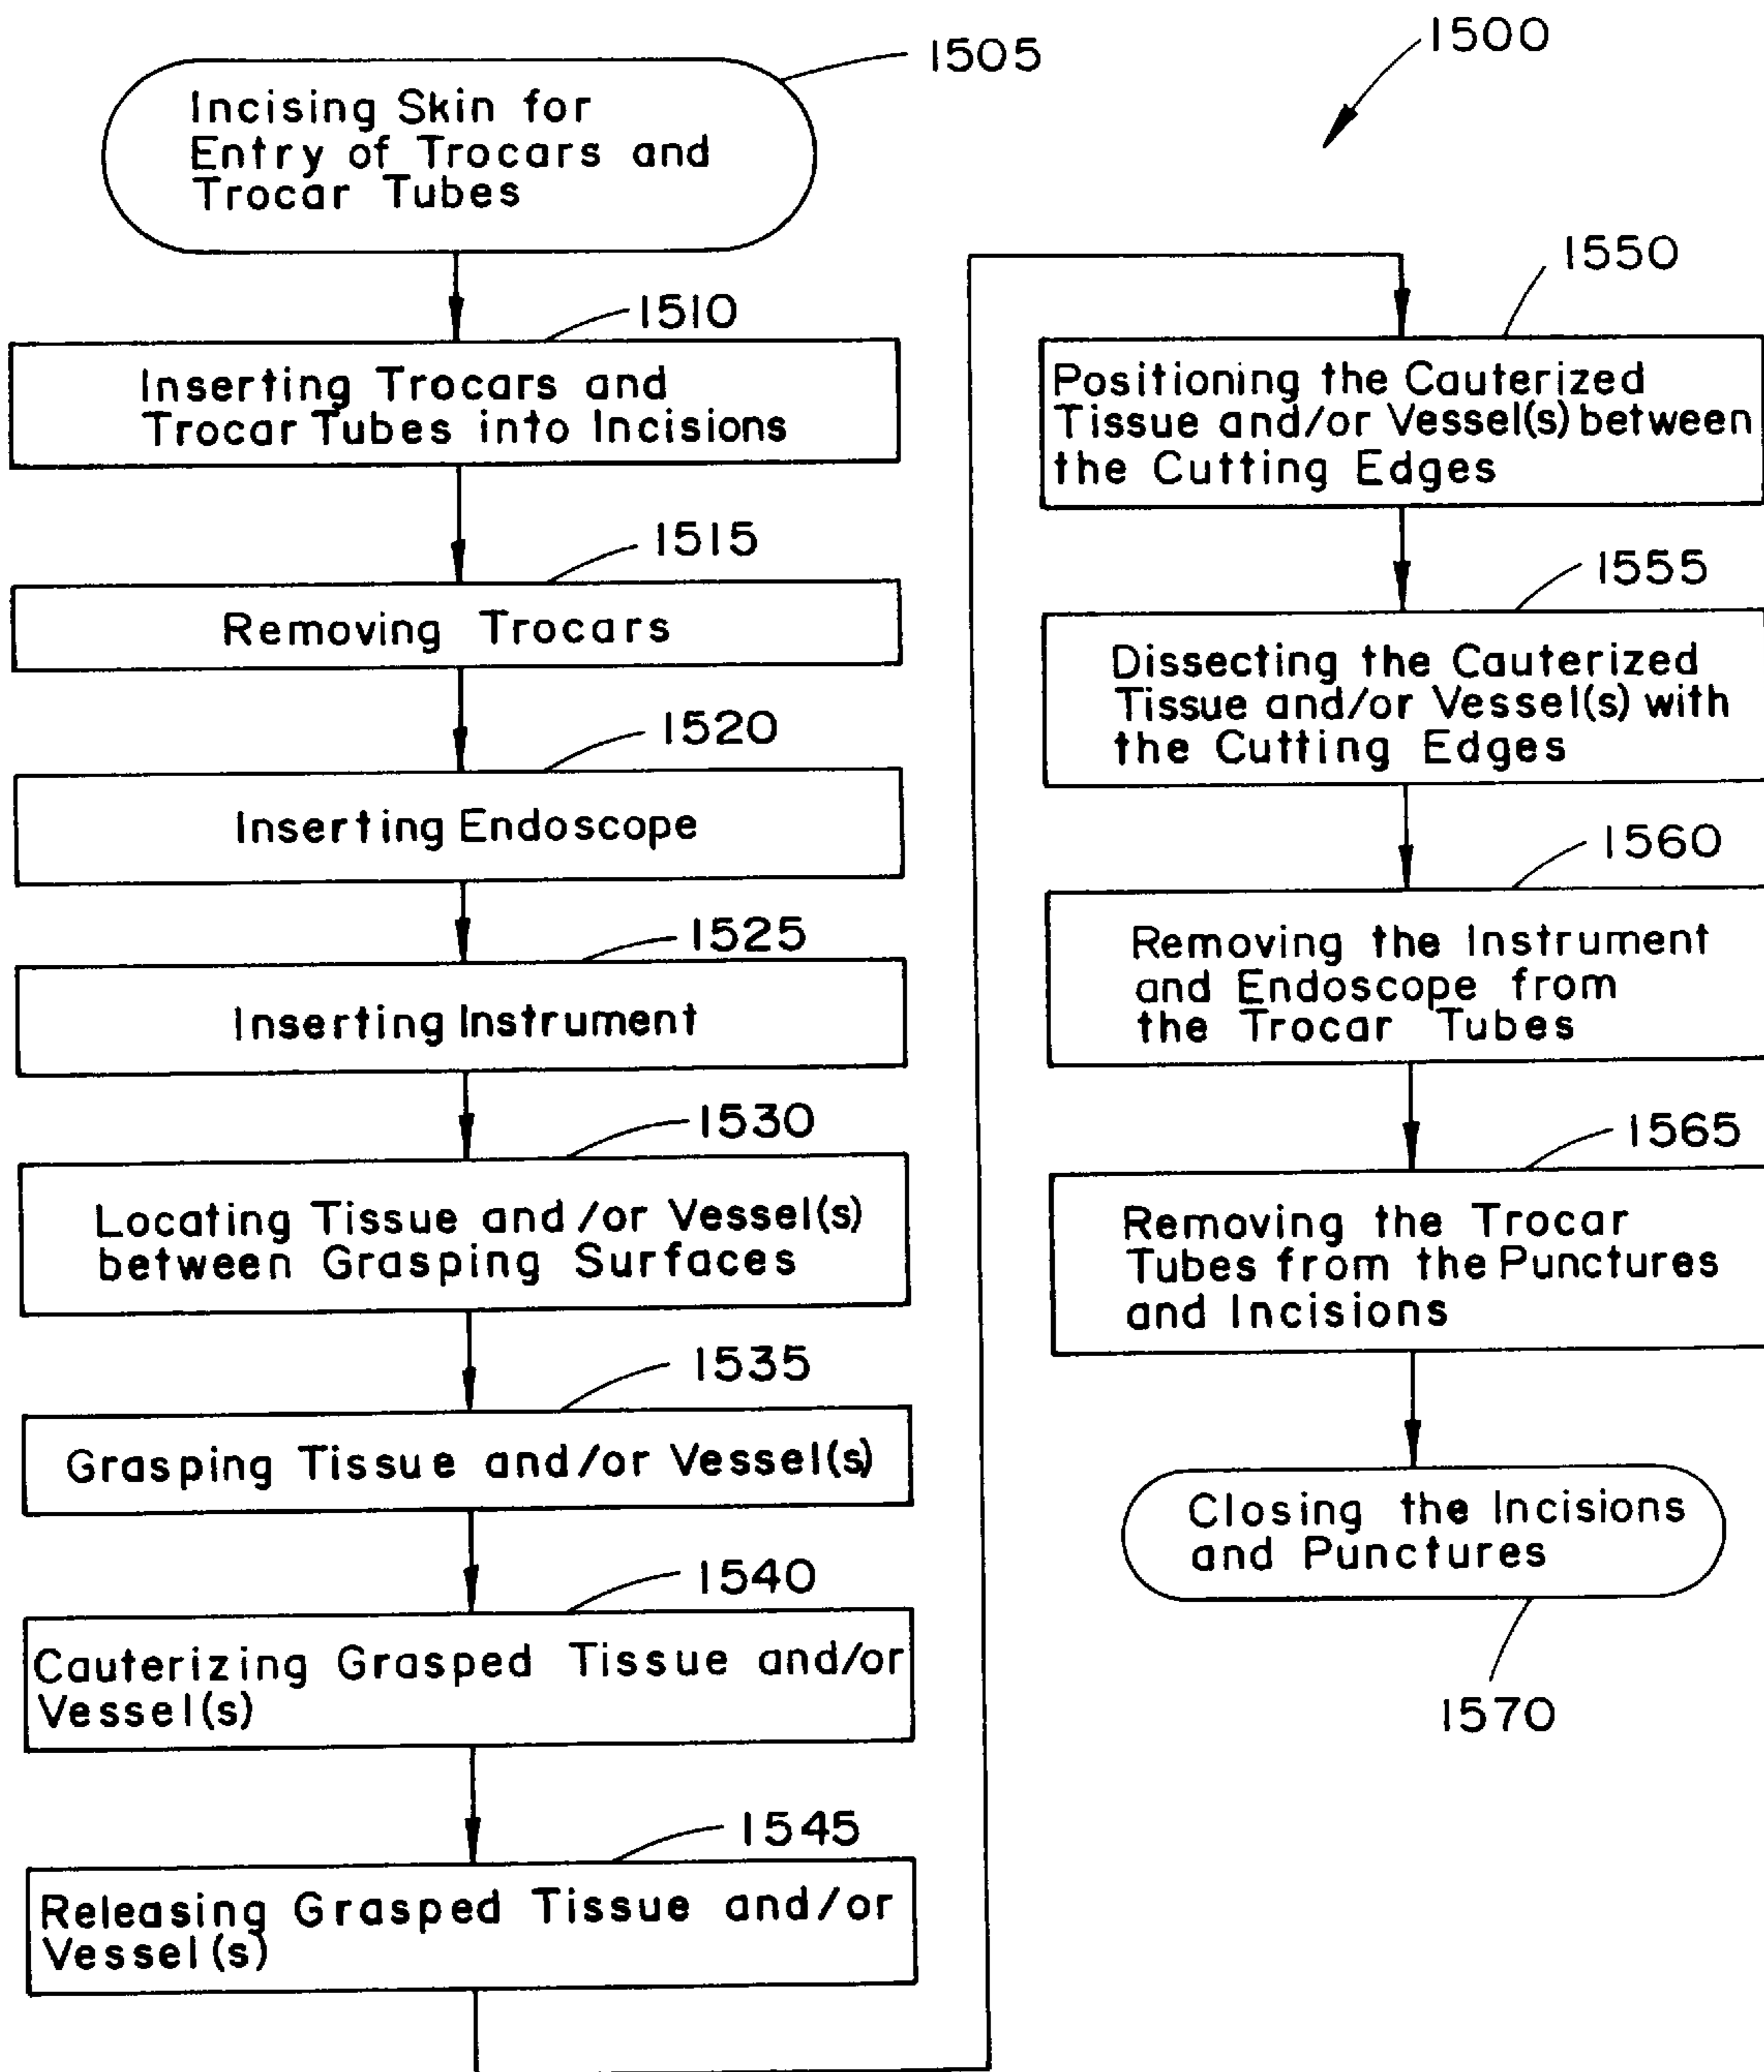 1500
1505
Incising Skin for
Entry of Trocars and
Trocar Tubes
1510
Inserting Trocars and
Trocar Tubes into Incisions
1515
Removing Trocars
1520
Inserting Endoscope
1525
Inserting Instrument
1530
Locating Tissue and/or Vessel(s)
between Grasping Surfaces
1535
Grasping Tissue and/or Vessel(s)
1540
Cauterizing Grasped Tissue and/or
Vessel(s)
1545
Releasing Grasped Tissue and/or
Vessel(s)
1550
Positioning the Cauterized
Tissue and/or Vessel(s) between
the Cutting Edges
1555
Dissecting the Cauterized
Tissue and/or Vessel(s) with
the Cutting Edges
1560
Removing the Instrument
and Endoscope from
the Trocar Tubes
1565
Removing the Trocar
Tubes from the Punctures
and Incisions
Closing the Incisions
and Punctures
1570